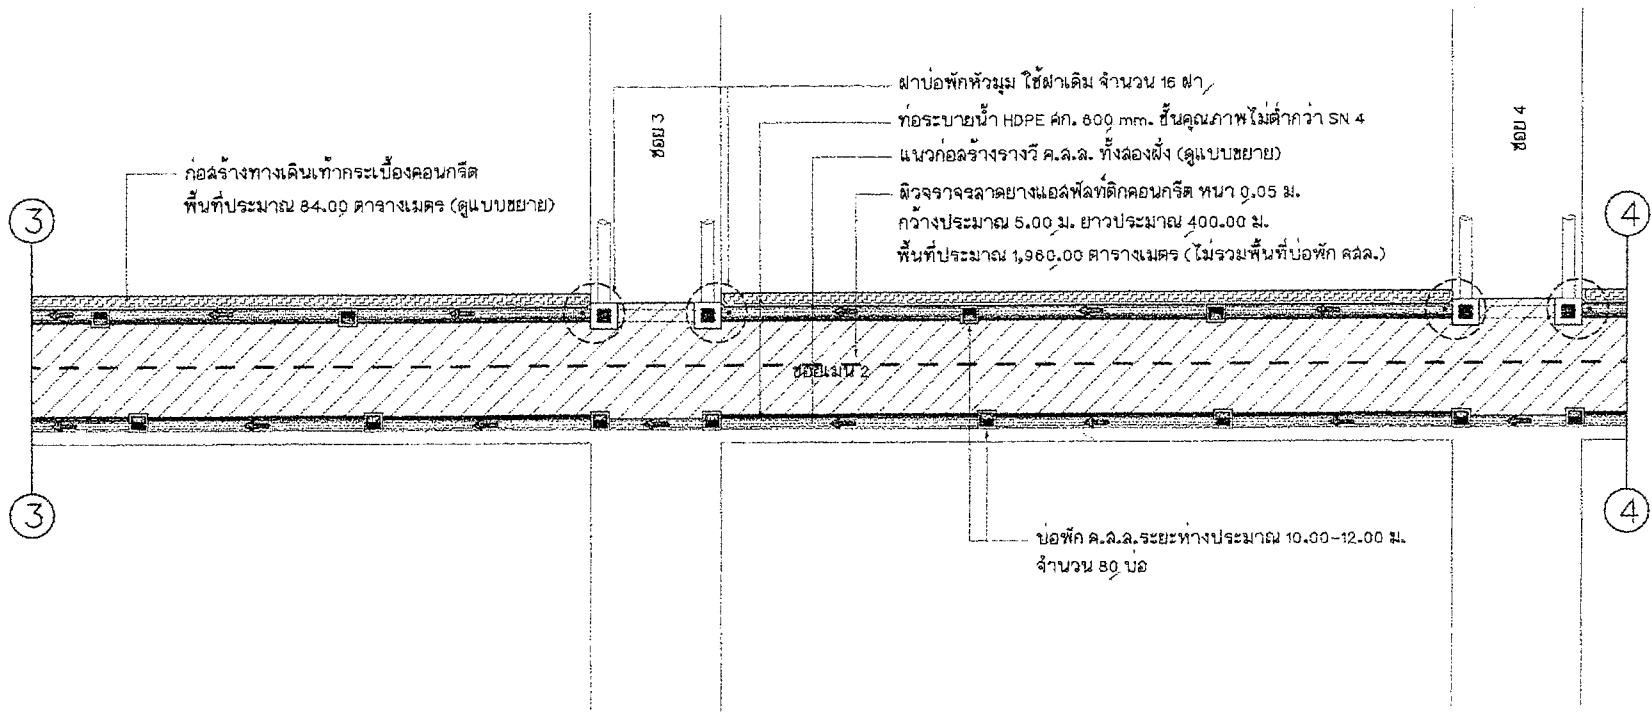 ฝาบ่อพักหัวมุม ใช้ฝาเดิม จำนวน 16 ฝา
ท่อระบายน้ำ HDPE ศก. 600 mm. ชั้นคุณภาพไม่ต่ำกว่า SN 4
แนวก่อสร้างรางวี ค.ส.ล. ทั้งสองฝั่ง (ดูแบบขยาย)
ผิวจราจรลาดยางแอสฟัลท์ติกคอนกรีต หนา 0.05 ม.
กว้างประมาณ 5.00 ม. ยาวประมาณ 400.00 ม.
พื้นที่ประมาณ 1,960.00 ตารางเมตร (ไม่รวมพื้นที่บ่อพัก คสล.)
ซอย 3
ซอย 4
ก่อสร้างทางเดินเท้ากระเบื้องคอนกรีต
พื้นที่ประมาณ 84.00 ตารางเมตร (ดูแบบขยาย)
3
4
ซอยเมน 2
3
4
บ่อพัก ค.ส.ล.ระยะห่างประมาณ 10.00-12.00 ม.
จำนวน 80 บ่อ